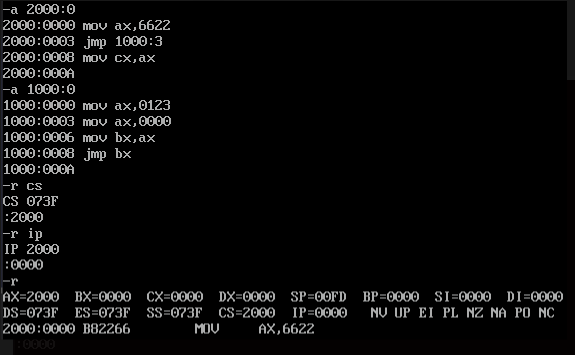 -a 2000:0
2000:0000 mov ax,6622
2000:0003 jmp 1000:3
2000:0008 mov cx,ax
2000:000A
-a 1000:0
1000:0000 mov ax,0123
1000:0003 mov ax,0000
1000:0006 mov bx,ax
1000:0008 jmp bx
1000:000A
-r cs
CS 073F
:2000
-r ip
IP 2000
:0000
-r
AX=2000 BX=0000 CX=0000 DX=0000 SP=00FD BP=0000 SI=0000 DI=0000
DS=073F ES=073F SS=073F CS=2000 IP=0000 NV UP EI PL NZ NA PO NC
2000:0000 B82266 MOV AX,6622
:0000